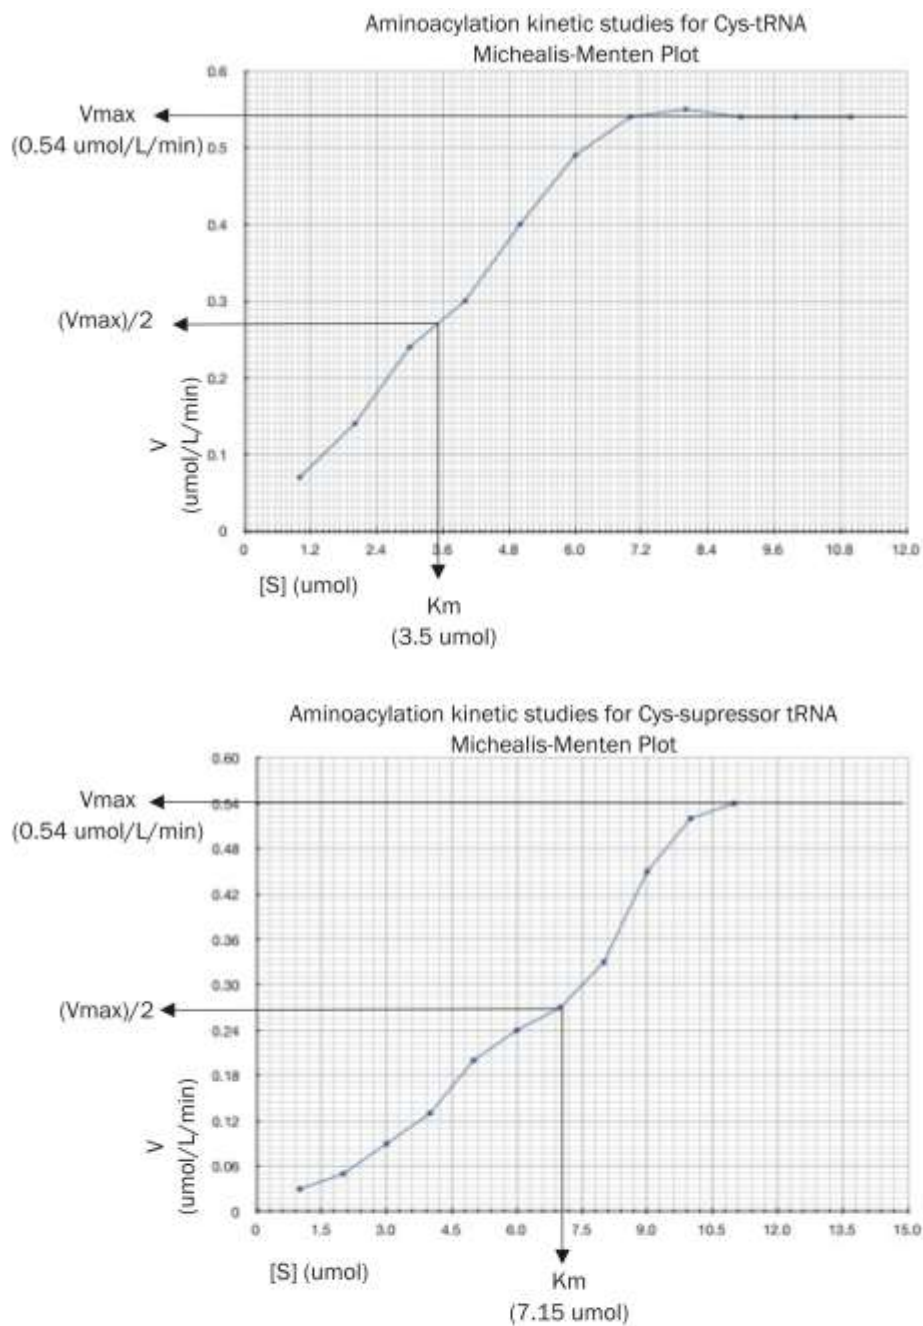 Aminoacylation kinetic studies for Cys-tRNA
Michealis-Menten Plot
0.6
Vmax
(0.54 umol/L/min)
0.5
0.4
0.3
(Vmax)/2
0.2
V
(umol/L/min)
0.1
0
0 1.2 2.4 3.6 4.8 6.0 7.2 8.4 9.6 10.8 12.0
[S] (umol)
Km
(3.5 umol)
Aminoacylation kinetic studies for Cys-supressor tRNA
Michealis-Menten Plot
0.60
Vmax
(0.54 umol/L/min)
0.54
0.48
0.42
0.36
0.30
(Vmax)/2
0.24
0.18
V
(umol/L/min)
0.12
0.06
0
0 1.5 3.0 4.5 6.0 7.5 9.0 10.5 12.0 13.5 15.0
[S] (umol)
Km
(7.15 umol)